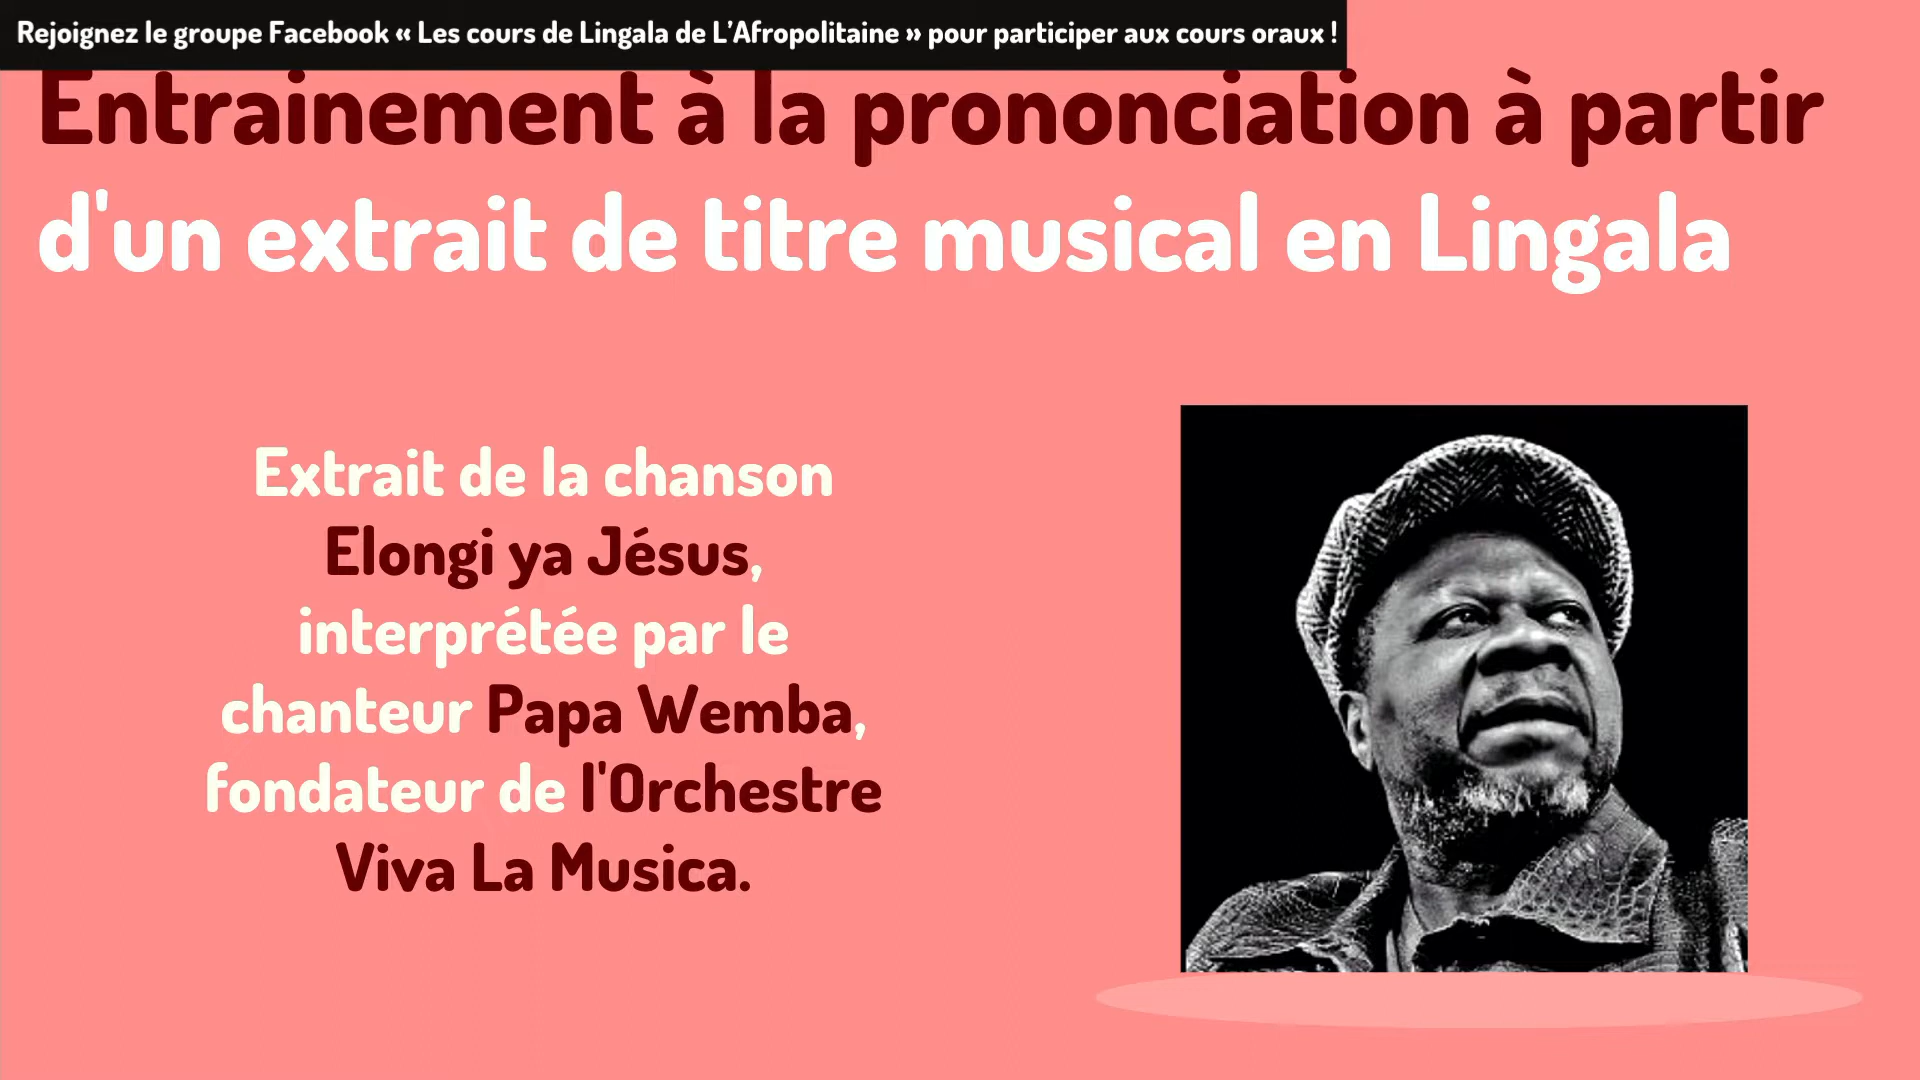 Rejoignez le groupe Facebook « Les cours de Lingala de L’Afropolitaine » pour participer aux cours oraux !
Entrainement à la prononciation à partir
d'un extrait de titre musical en Lingala
Extrait de la chanson
Elongi ya Jésus,
interprétée par le
chanteur Papa Wemba,
fondateur de l'Orchestre
Viva La Musica.